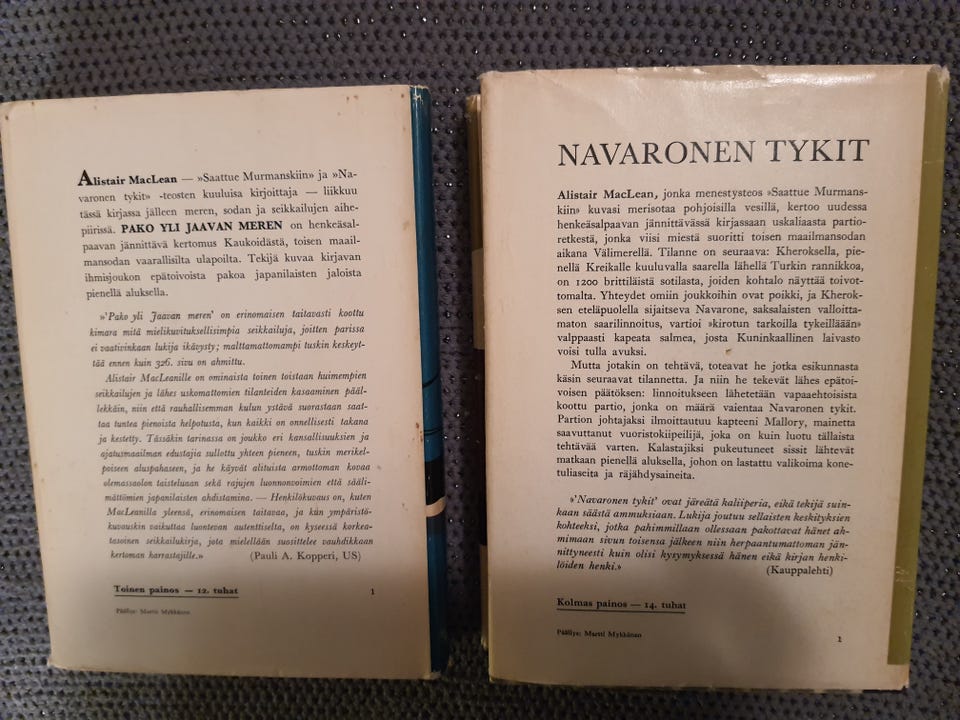 Alistair MacLean — »Saattue Murmanskiin» ja »Na-
varonen tykit» -teosten kuuluisa kirjoittaja — liikkuu
tässä kirjassa jälleen meren, sodan ja seikkailujen aihe-
piirissä. PAKO YLI JAAVAN MEREN on henkeäsal-
paavan jännittävä kertomus Kaukoidästä, toisen maail-
mansodan vaarallisilta ulapoilta. Tekijä kuvaa kirjavan
ihmisjoukon epätoivoista pakoa japanilaisten jaloista
pienellä aluksella.
»'Pako yli Jaavan meren' on erinomaisen taitavasti koottu
kimara mitä mielikuvituksellisimpia seikkailuja, joitten parissa
ei vaativinkaan lukija ikävysty; malttamattomampi tuskin keskeyt-
tää ennen kuin 326. sivu on ahmittu.
Alistair MacLeanille on ominaista toinen toistaan huimempien
seikkailujen ja lähes uskomattomien tilanteiden kasaaminen pääl-
lekkäin, niin että rauhallisemman kulun ystävä suorastaan saat-
taa tuntea pienoista helpotusta, kun kaikki on onnellisesti takana
ja kestetty. Tässäkin tarinassa on joukko eri kansallisuuksien ja
ajatusmaailman edustajia sullottu yhteen pieneen, tuskin merikel-
poiseen aluspahaseen, ja he käyvät alituista armottoman kovaa
olemassaolon taisteluaan sekä rajujen luonnonvoimien että sääli-
mättömien japanilaisten ahdistamina. — Henkilökuvaus on, kuten
MacLeanilla yleensä, erinomaisen taitavaa, ja kun ympäristö-
kuvauskin vaikuttaa luontevan autenttiselta, on kyseessä korkea-
tasoinen seikkailukirja, jota mielellään suosittelee vauhdikkaan
kerronnan harrastajille.» (Pauli A. Kopperi, US)
Toinen painos — 12. tuhat 1
Päällys: Martti Mykkänen
NAVARONEN TYKIT
Alistair MacLean, jonka menestysteos »Saattue Murmans-
kiin» kuvasi merisotaa pohjoisilla vesillä, kertoo uudessa
henkeäsalpaavan jännittävässä kirjassaan uskaliaasta partio-
retkestä, jonka viisi miestä suoritti toisen maailmansodan
aikana Välimerellä. Tilanne on seuraava: Kheroksella, pie-
nellä Kreikalle kuuluvalla saarella lähellä Turkin rannikkoa,
on 1200 brittiläistä sotilasta, joiden kohtalo näyttää toivot-
tomalta. Yhteydet omiin joukkoihin ovat poikki, ja Kherok-
sen eteläpuolella sijaitseva Navarone, saksalaisten valloitta-
maton saarilinnoitus, vartioi »kirotun tarkoilla tykeilläään»
valppaasti kapeata salmea, josta Kuninkaallinen laivasto
voisi tulla avuksi.
Mutta jotakin on tehtävä, toteavat he jotka esikunnasta
käsin seuraavat tilannetta. Ja niin he tekevät lähes epätoi-
voisen päätöksen: linnoitukseen lähetetään vapaaehtoisista
koottu partio, jonka on määrä vaientaa Navaronen tykit.
Partion johtajaksi ilmoittautuu kapteeni Mallory, mainetta
saavuttanut vuoristokiipeilijä, joka on kuin luotu tällaista
tehtävää varten. Kalastajiksi pukeutuneet sissit lähtevät
matkaan pienellä aluksella, johon on lastattu valikoima kone-
tuliaseita ja räjähdysaineita.
»'Navaronen tykit' ovat järeätä kaliiperia, eikä tekijä suin-
kaan säästä ammuksiaan. Lukija joutuu sellaisten keskityksien
kohteeksi, jotka pahimmillaan ollessaan pakottavat hänet ah-
mimaan sivun toisensa jälkeen niin herpaantumattoman jän-
nittyneesti kuin olisi kysymyksessä hänen eikä kirjan henki-
löiden henki.» (Kauppalehti)
Kolmas painos — 14. tuhat
Päällys: Martti Mykkänen 1